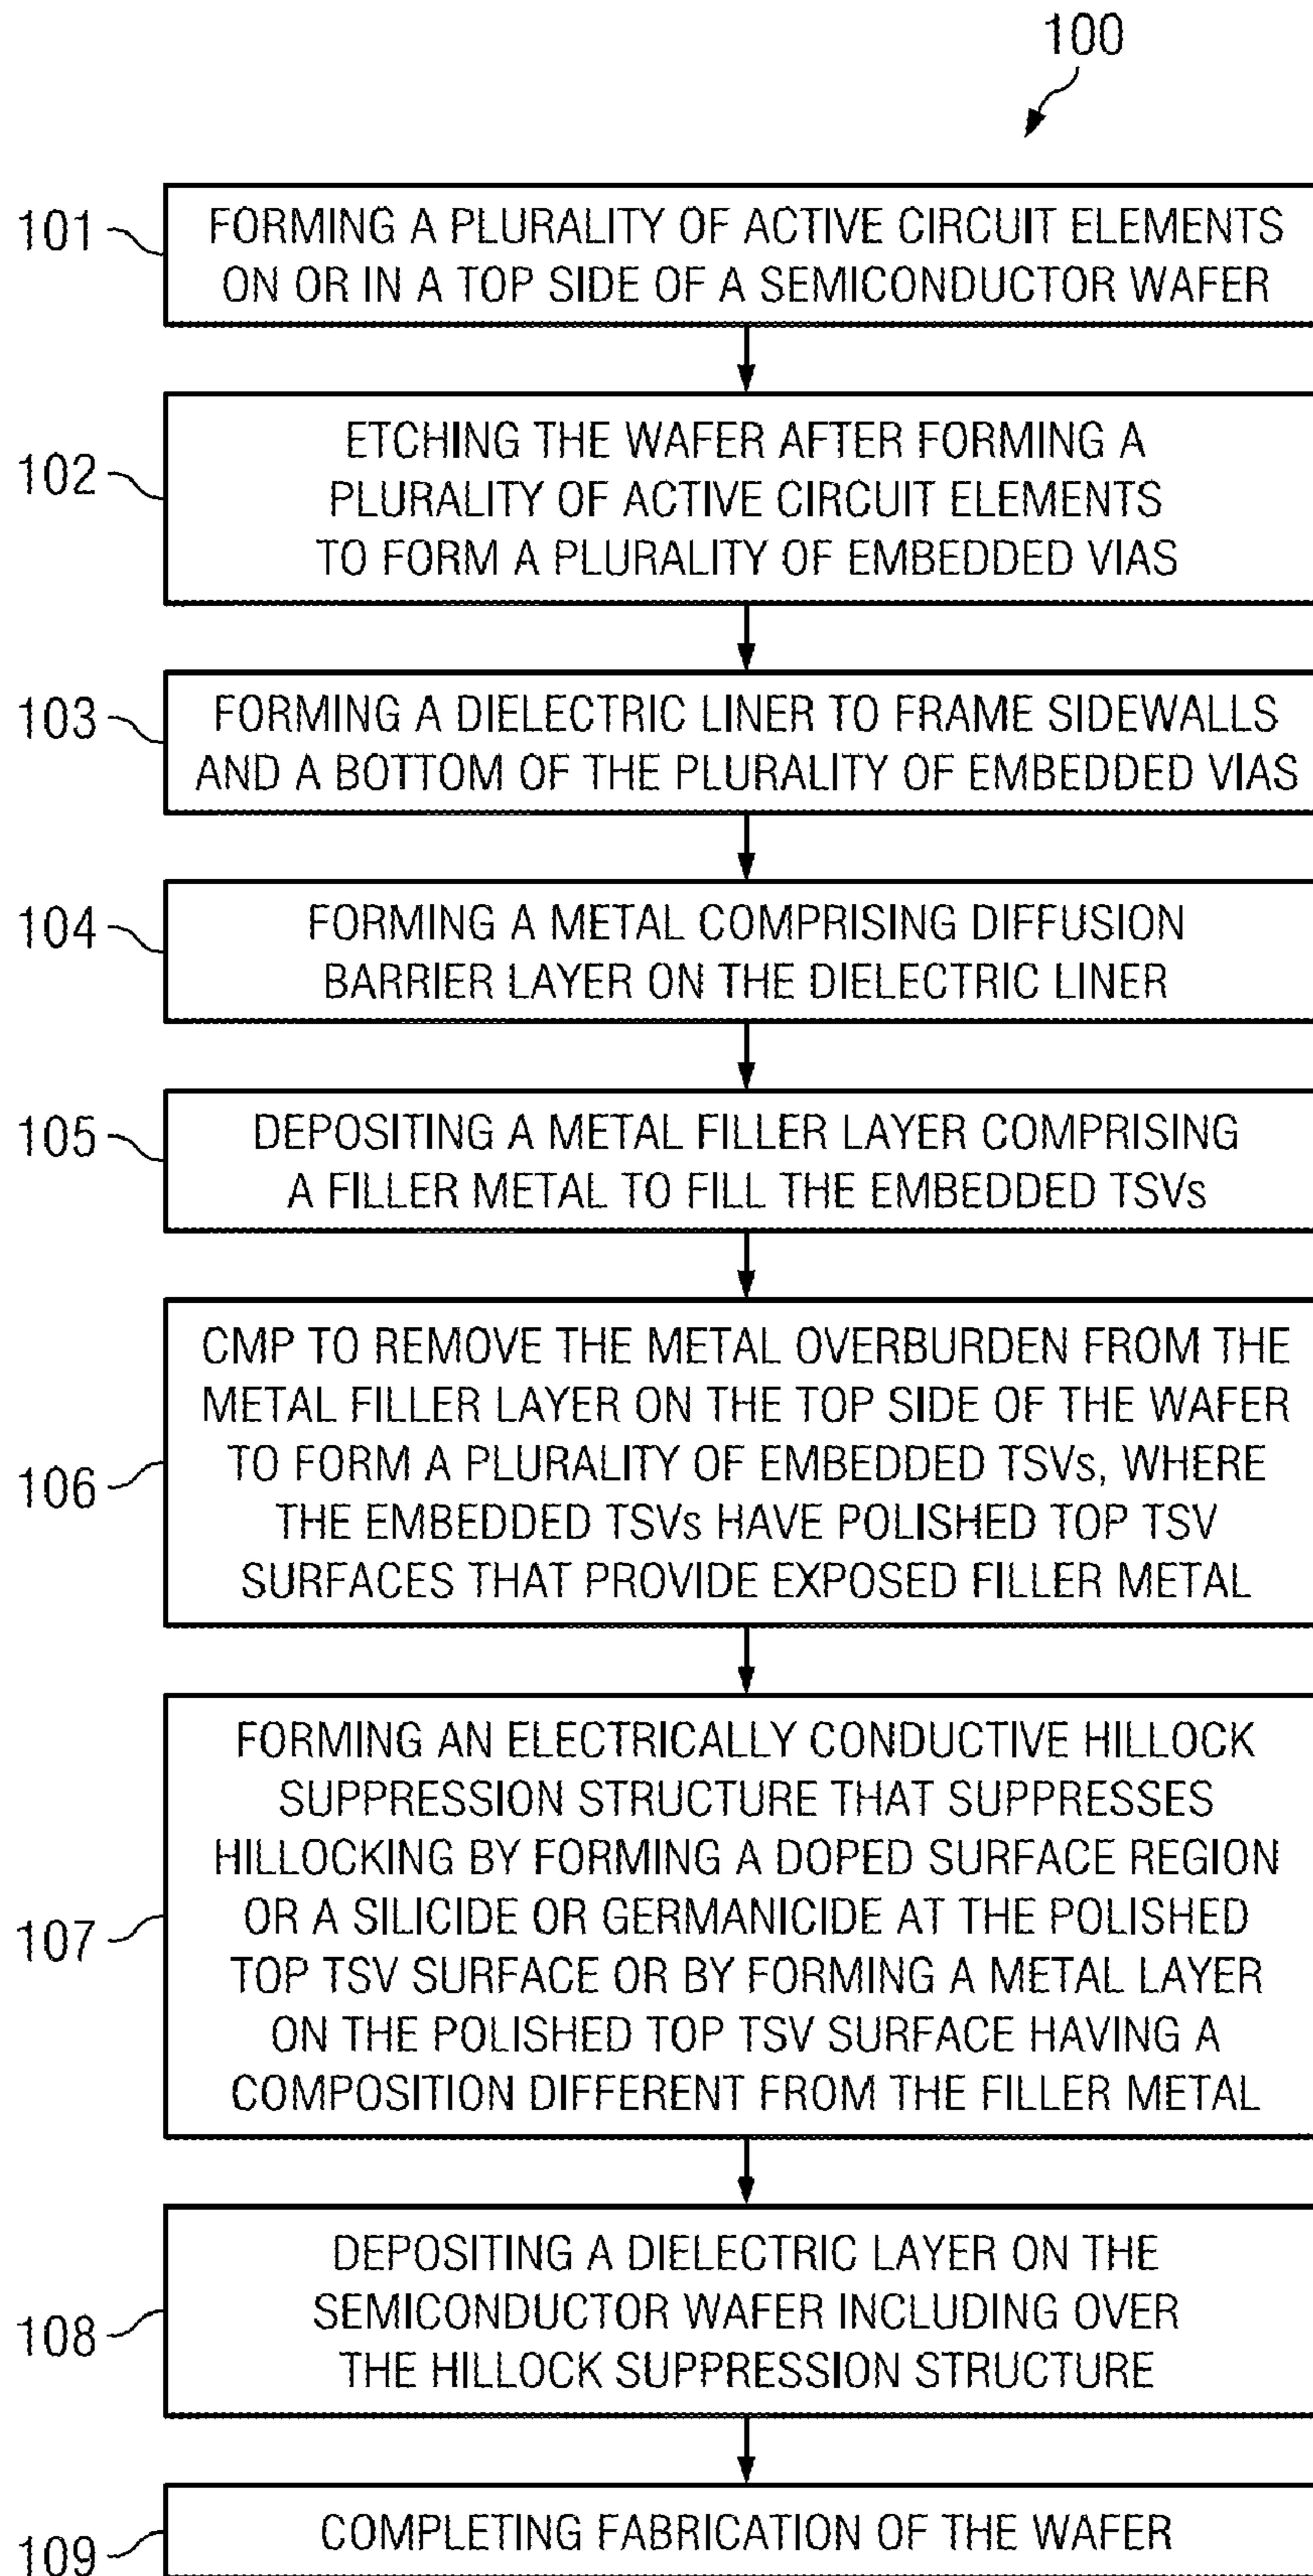 100
101
FORMING A PLURALITY OF ACTIVE CIRCUIT ELEMENTS
ON OR IN A TOP SIDE OF A SEMICONDUCTOR WAFER
102
ETCHING THE WAFER AFTER FORMING A
PLURALITY OF ACTIVE CIRCUIT ELEMENTS
TO FORM A PLURALITY OF EMBEDDED VIAS
103
FORMING A DIELECTRIC LINER TO FRAME SIDEWALLS
AND A BOTTOM OF THE PLURALITY OF EMBEDDED VIAS
104
FORMING A METAL COMPRISING DIFFUSION
BARRIER LAYER ON THE DIELECTRIC LINER
105
DEPOSITING A METAL FILLER LAYER COMPRISING
A FILLER METAL TO FILL THE EMBEDDED TSVs
106
CMP TO REMOVE THE METAL OVERBURDEN FROM THE
METAL FILLER LAYER ON THE TOP SIDE OF THE WAFER
TO FORM A PLURALITY OF EMBEDDED TSVs, WHERE
THE EMBEDDED TSVs HAVE POLISHED TOP TSV
SURFACES THAT PROVIDE EXPOSED FILLER METAL
107
FORMING AN ELECTRICALLY CONDUCTIVE HILLOCK
SUPPRESSION STRUCTURE THAT SUPPRESSES
HILLOCKING BY FORMING A DOPED SURFACE REGION
OR A SILICIDE OR GERMANICIDE AT THE POLISHED
TOP TSV SURFACE OR BY FORMING A METAL LAYER
ON THE POLISHED TOP TSV SURFACE HAVING A
COMPOSITION DIFFERENT FROM THE FILLER METAL
108
DEPOSITING A DIELECTRIC LAYER ON THE
SEMICONDUCTOR WAFER INCLUDING OVER
THE HILLOCK SUPPRESSION STRUCTURE
109
COMPLETING FABRICATION OF THE WAFER